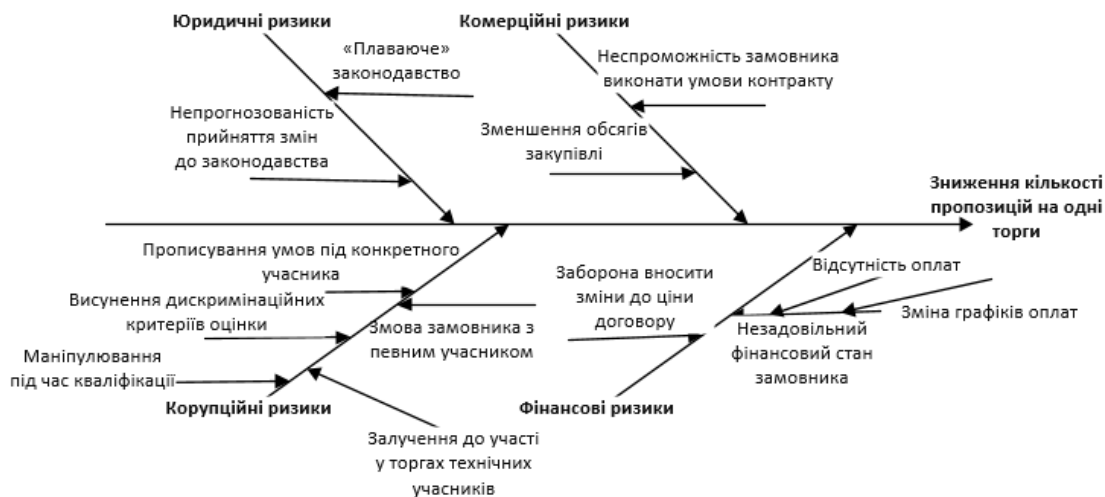 Юридичні ризики
Комерційні ризики
«Плаваюче»
законодавство
Неспроможність замовника
виконати умови контракту
Непрогнозованість
прийняття змін
до законодавства
Зменшення обсягів
закупівлі
Зниження кількості
пропозицій на одні
торги
Прописування умов під конкретного
учасника
Висунення дискримінаційних
критеріїв оцінки
Маніпулювання
під час кваліфікації
Змова замовника з
певним учасником
Заборона вносити
зміни до ціни
договору
Відсутність оплат
Зміна графіків оплат
Незадовільний
фінансовий стан
замовника
Корупційні ризики
Фінансові ризики
Залучення до участі
у торгах технічних
учасників